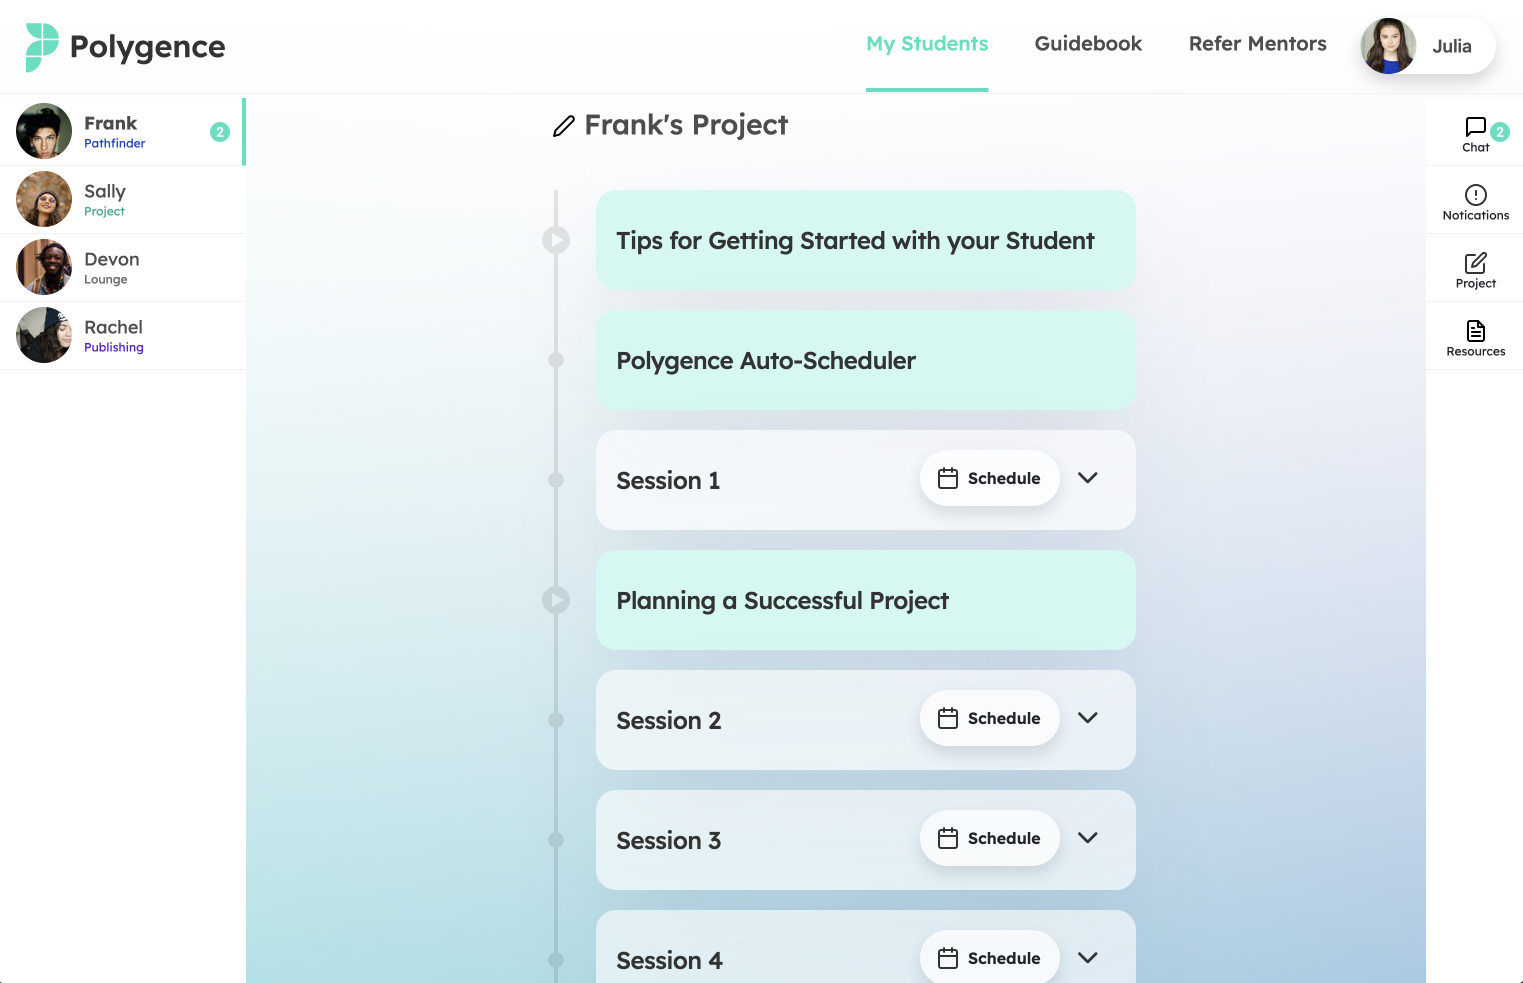 Polygence
My Students
Guidebook
Refer Mentors
Julia
Frank
Pathfinder
2
Sally
Project
Devon
Lounge
Rachel
Publishing
Frank's Project
Tips for Getting Started with your Student
Polygence Auto-Scheduler
Session 1
Schedule
Planning a Successful Project
Session 2
Schedule
Session 3
Schedule
Session 4
Schedule
2
Chat
Notications
Project
Resources